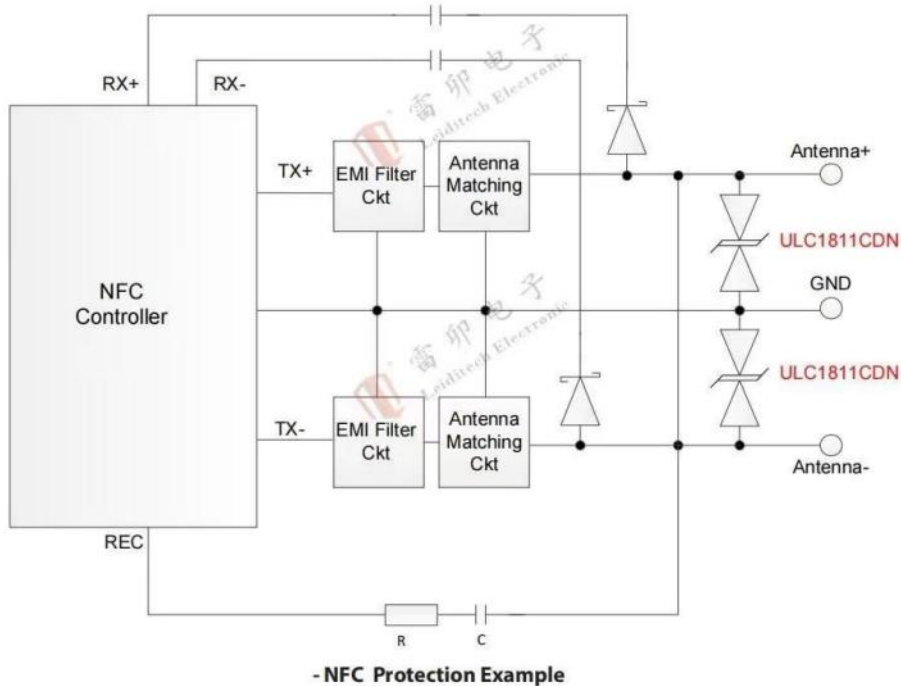 RX+
RX-
雷卯电子
Leiditech Electronic
TX+
EMI Filter
Ckt
Antenna
Matching
Ckt
Antenna+
ULC1811CDN
NFC
Controller
GND
雷卯电子
Leiditech Electronic
ULC1811CDN
TX-
EMI Filter
Ckt
Antenna
Matching
Ckt
Antenna-
REC
R
C
- NFC Protection Example